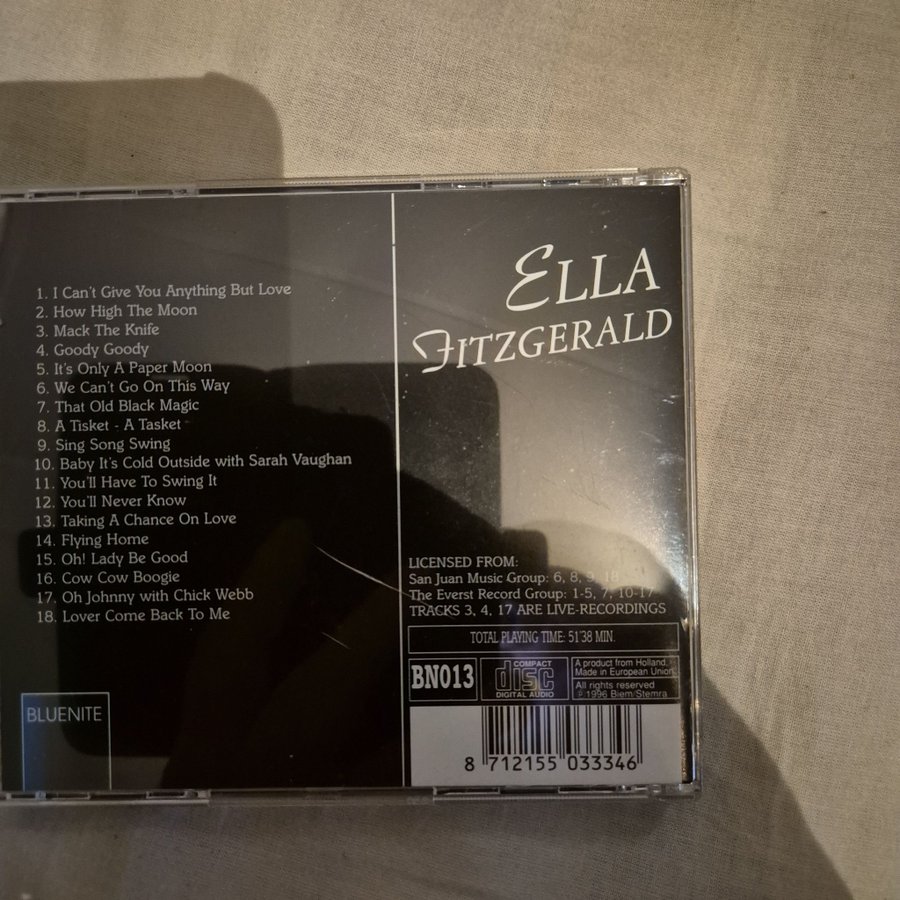 1. I Can't Give You Anything But Love
2. How High The Moon
3. Mack The Knife
4. Goody Goody
5. It's Only A Paper Moon
6. We Can't Go On This Way
7. That Old Black Magic
8. A Tisket - A Tasket
9. Sing Song Swing
10. Baby It's Cold Outside with Sarah Vaughan
11. You'll Have To Swing It
12. You'll Never Know
13. Taking A Chance On Love
14. Flying Home
15. Oh! Lady Be Good
16. Cow Cow Boogie
17. Oh Johnny with Chick Webb
18. Lover Come Back To Me
BLUENITE
ELLA
FITZGERALD
LICENSED FROM:
San Juan Music Group: 6, 8, 9, 18
The Everst Record Group: 1-5, 7, 10-17
TRACKS 3, 4, 17 ARE LIVE-RECORDINGS
TOTAL PLAYING TIME: 51'38 MIN.
BN013
COMPACT
disc
DIGITAL AUDIO
A product from Holland.
Made in European Union
All rights reserved
℗ 1996 Biem/Stemra
8 712155 033346